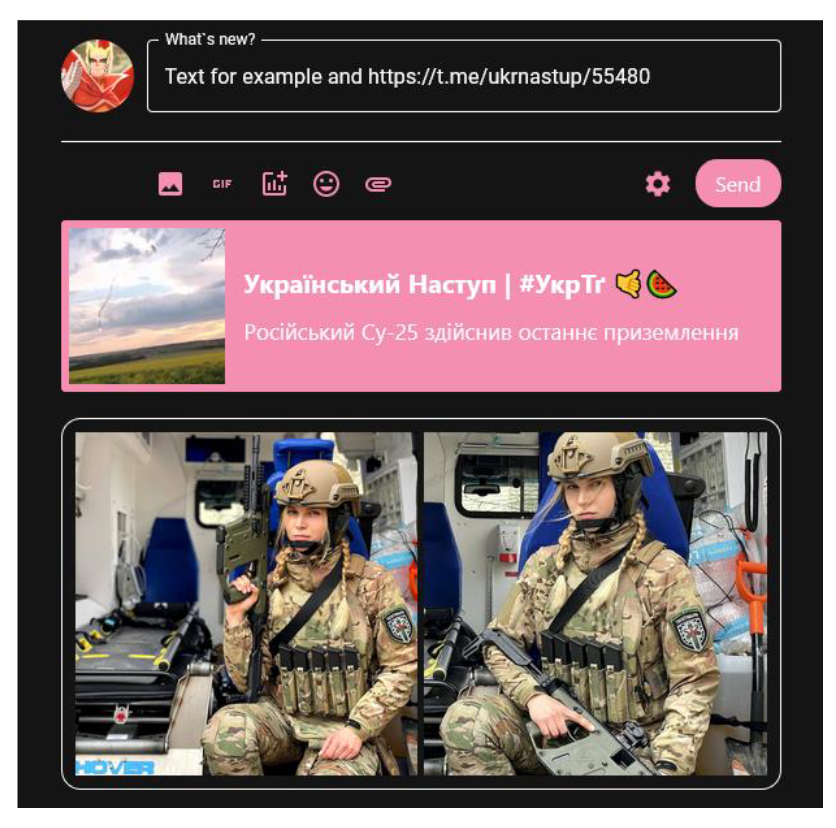 What`s new?
Text for example and https://t.me/ukrnastup/55480
GIF
Send
Український Наступ | #УкрТґ 🤙🍉
Російський Су-25 здійснив останнє приземлення
HOVER